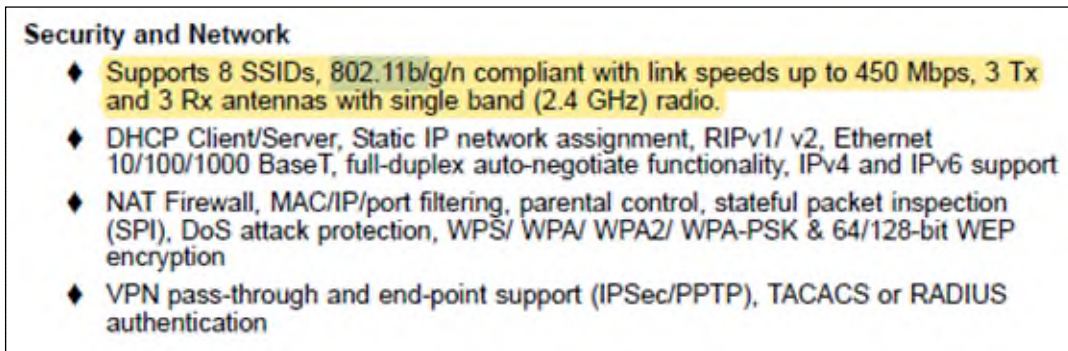 Security and Network
♦ Supports 8 SSIDs, 802.11b/g/n compliant with link speeds up to 450 Mbps, 3 Tx
and 3 Rx antennas with single band (2.4 GHz) radio.
♦ DHCP Client/Server, Static IP network assignment, RIPv1/ v2, Ethernet
10/100/1000 BaseT, full-duplex auto-negotiate functionality, IPv4 and IPv6 support
♦ NAT Firewall, MAC/IP/port filtering, parental control, stateful packet inspection
(SPI), DoS attack protection, WPS/ WPA/ WPA2/ WPA-PSK & 64/128-bit WEP
encryption
♦ VPN pass-through and end-point support (IPSec/PPTP), TACACS or RADIUS
authentication